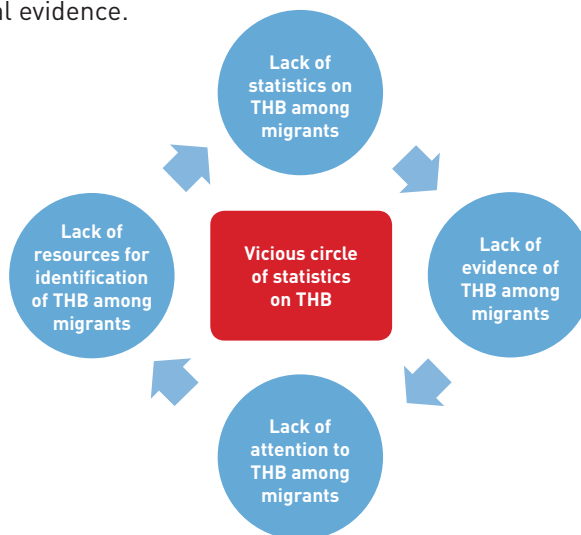 al evidence.
Lack of
statistics on
THB among
migrants
Lack of
resources for
identification
of THB among
migrants
Vicious circle
of statistics
on THB
Lack of
evidence of
THB among
migrants
Lack of
attention to
THB among
migrants